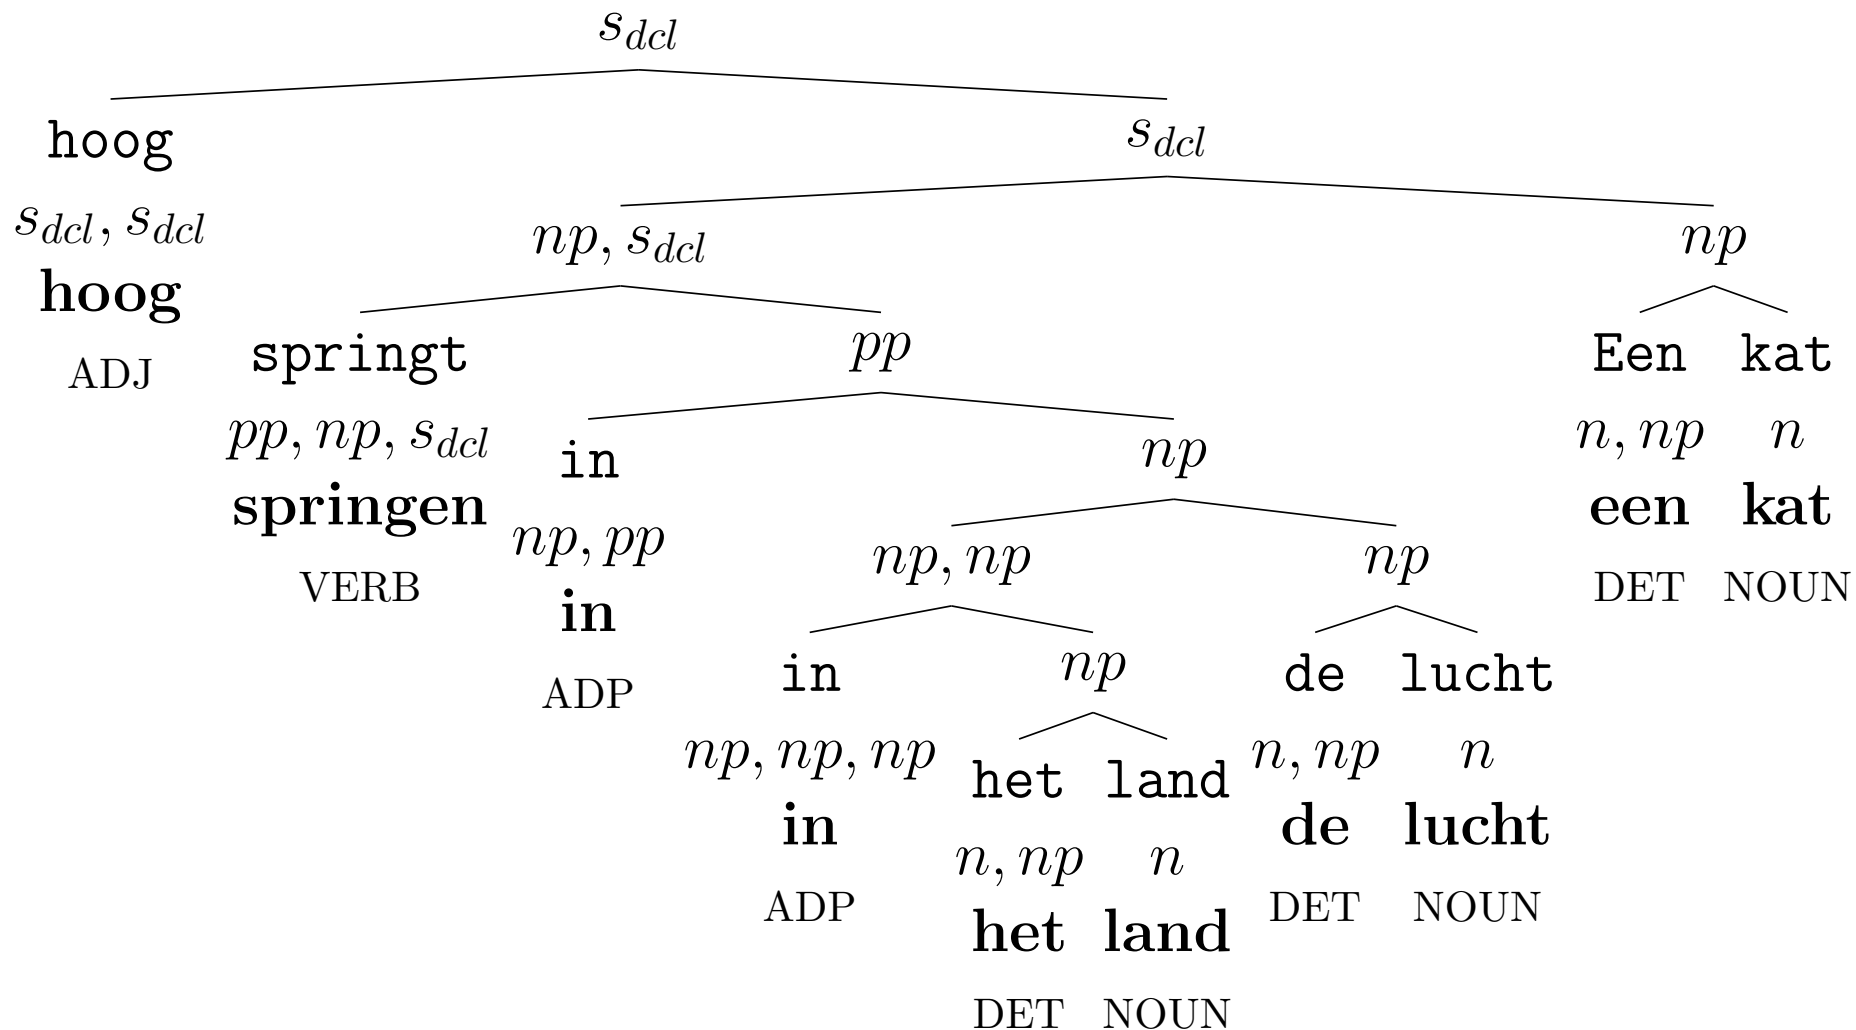 s_dcl
hoog
s_dcl, s_dcl
hoog
ADJ
s_dcl
np, s_dcl
np
springt
pp, np, s_dcl
springen
VERB
pp
Een kat
n, np n
een kat
DET NOUN
in
np, pp
in
ADP
np
np, np
np
in
np, np, np
in
ADP
np
de lucht
n, np n
de lucht
DET NOUN
het land
n, np n
het land
DET NOUN